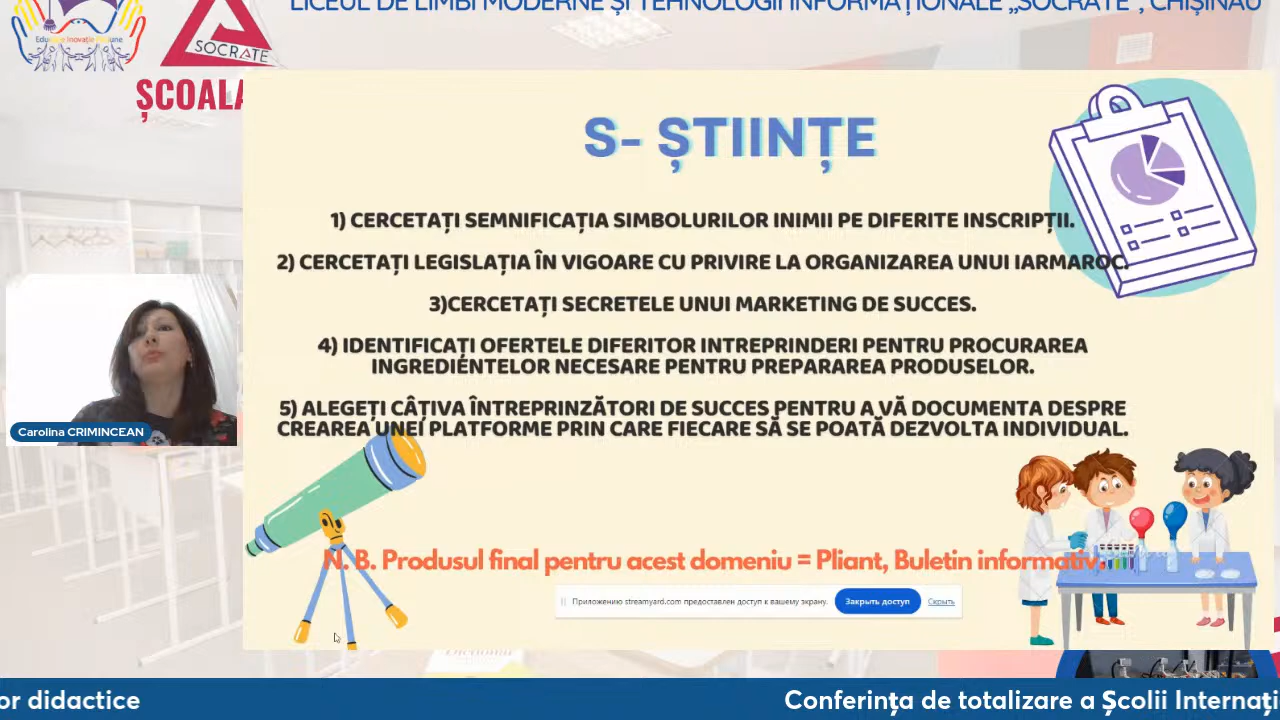 LICEUL DE LIMBI MODERNE ȘI TEHNOLOGII INFORMAȚIONALE „SOCRATE”, CHIȘINĂU
SOCRATE
ȘCOALA
S- ȘTIINȚE
1) CERCETAȚI SEMNIFICAȚIA SIMBOLURILOR INIMII PE DIFERITE INSCRIPȚII.
2) CERCETAȚI LEGISLAȚIA ÎN VIGOARE CU PRIVIRE LA ORGANIZAREA UNUI IARMAROC.
3)CERCETAȚI SECRETELE UNUI MARKETING DE SUCCES.
4) IDENTIFICAȚI OFERTELE DIFERITOR INTREPRINDERI PENTRU PROCURAREA
INGREDIENTELOR NECESARE PENTRU PREPARAREA PRODUSELOR.
5) ALEGEȚI CÂȚIVA ÎNTREPRINZĂTORI DE SUCCES PENTRU A VĂ DOCUMENTA DESPRE
CREAREA UNEI PLATFORME PRIN CARE FIECARE SĂ SE POATĂ DEZVOLTA INDIVIDUAL.
Carolina CRIMINCEAN
N. B. Produsul final pentru acest domeniu = Pliant, Buletin informativ.
Приложению streamyard.com предоставлен доступ к вашему экрану. Закрыть доступ Скрыть
or didactice Conferința de totalizare a Școlii Internați